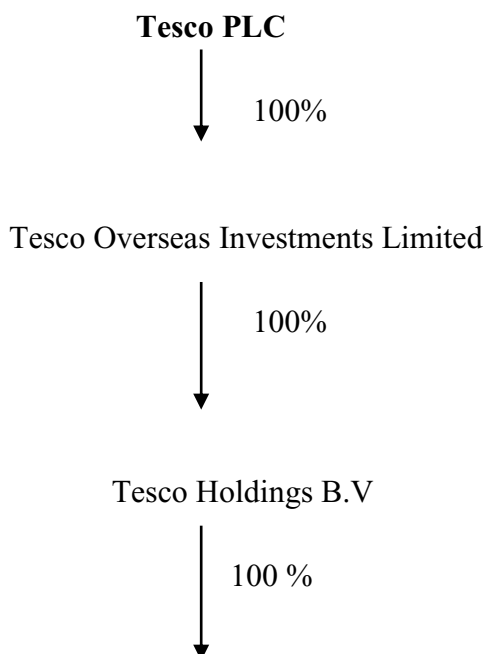 Tesco PLC
100%
Tesco Overseas Investments Limited
100%
Tesco Holdings B.V
100 %